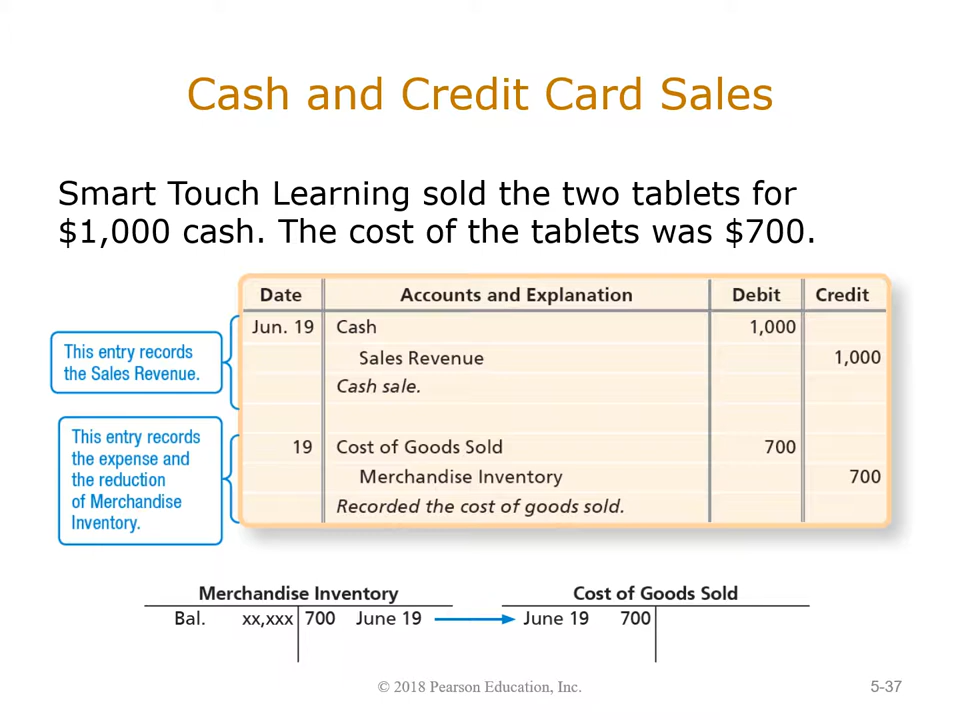 Cash and Credit Card Sales
Smart Touch Learning sold the two tablets for
$1,000 cash. The cost of the tablets was $700.
Date Accounts and Explanation Debit Credit
Jun. 19 Cash 1,000
Sales Revenue 1,000
Cash sale.
19 Cost of Goods Sold 700
Merchandise Inventory 700
Recorded the cost of goods sold.
This entry records
the Sales Revenue.
This entry records
the expense and
the reduction
of Merchandise
Inventory.
Merchandise Inventory Cost of Goods Sold
Bal. xx,xxx 700 June 19 June 19 700
© 2018 Pearson Education, Inc. 5-37